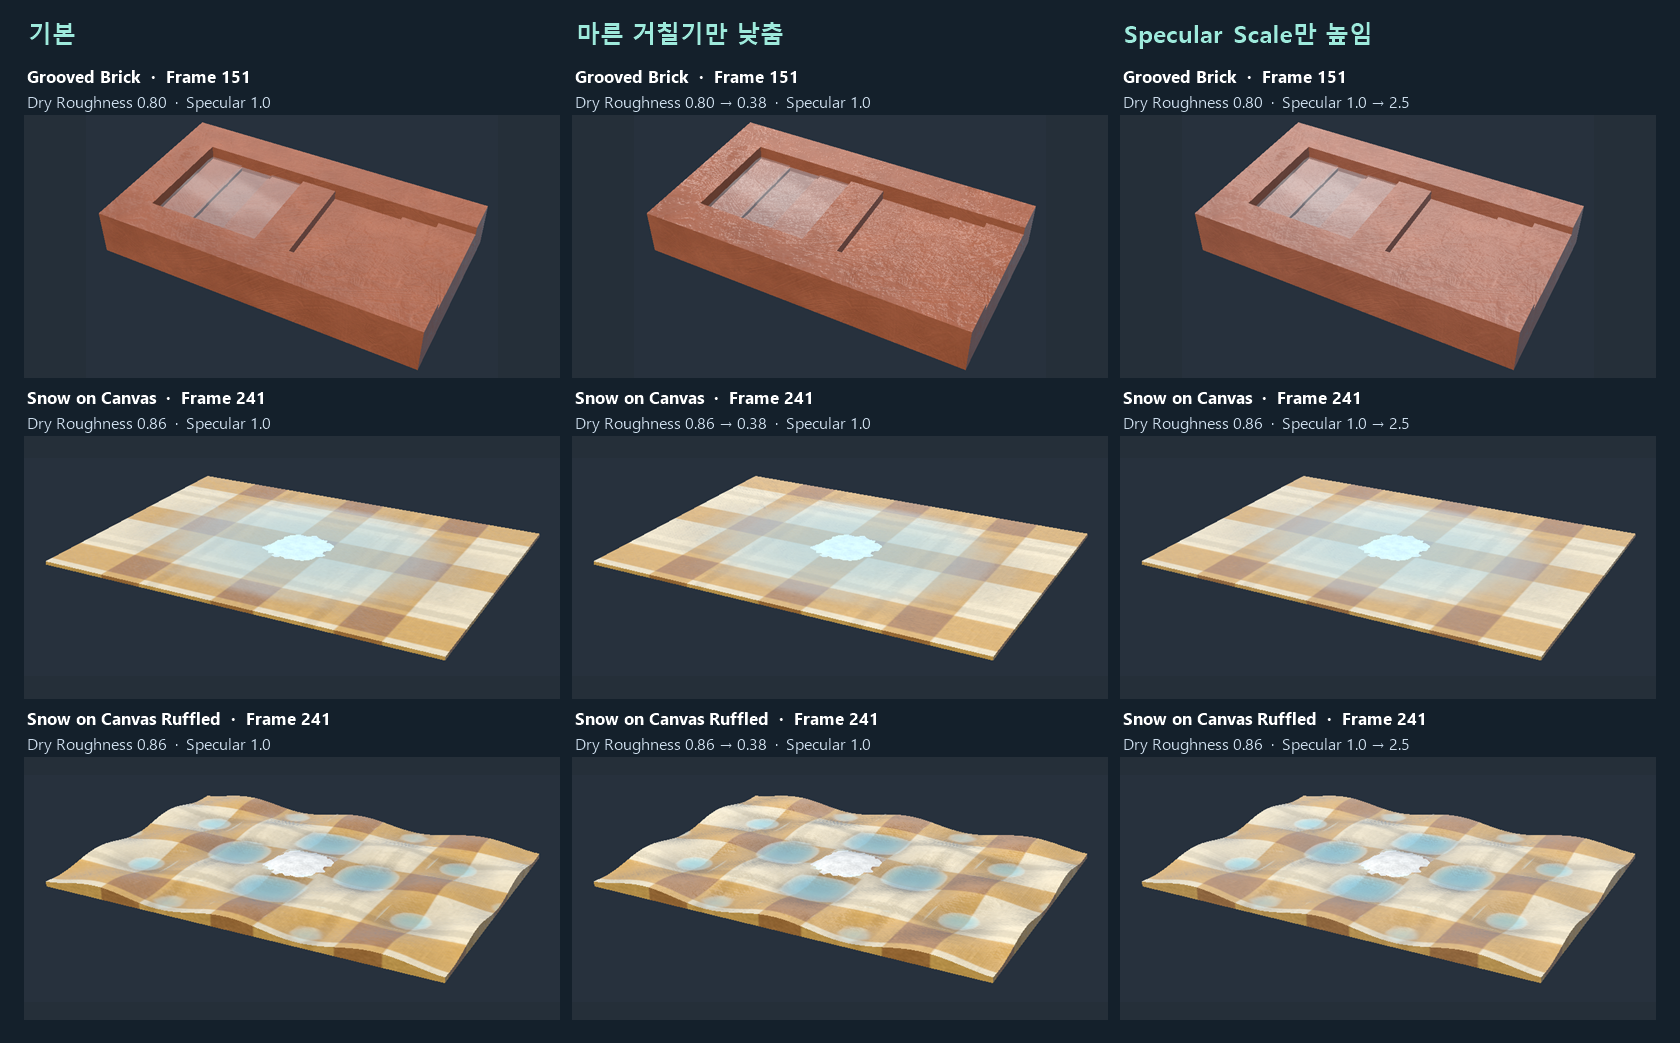 기본
마른 거칠기만 낮춤
Specular Scale만 높임
Grooved Brick · Frame 151
Dry Roughness 0.80 · Specular 1.0
Grooved Brick · Frame 151
Dry Roughness 0.80 → 0.38 · Specular 1.0
Grooved Brick · Frame 151
Dry Roughness 0.80 · Specular 1.0 → 2.5
Snow on Canvas · Frame 241
Dry Roughness 0.86 · Specular 1.0
Snow on Canvas · Frame 241
Dry Roughness 0.86 → 0.38 · Specular 1.0
Snow on Canvas · Frame 241
Dry Roughness 0.86 · Specular 1.0 → 2.5
Snow on Canvas Ruffled · Frame 241
Dry Roughness 0.86 · Specular 1.0
Snow on Canvas Ruffled · Frame 241
Dry Roughness 0.86 → 0.38 · Specular 1.0
Snow on Canvas Ruffled · Frame 241
Dry Roughness 0.86 · Specular 1.0 → 2.5